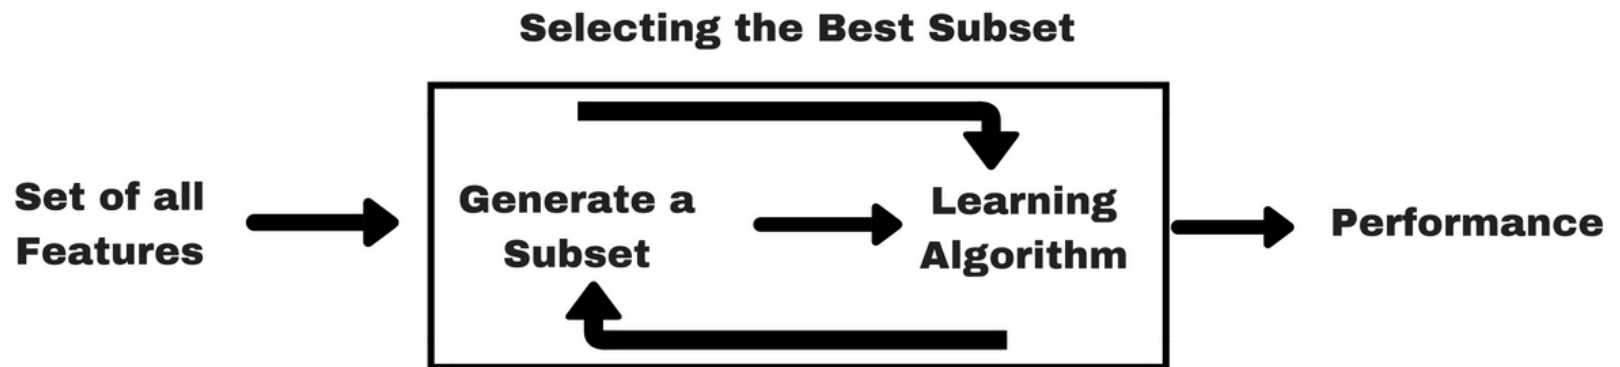 Selecting the Best Subset
Set of all
Features
Generate a
Subset
Learning
Algorithm
Performance